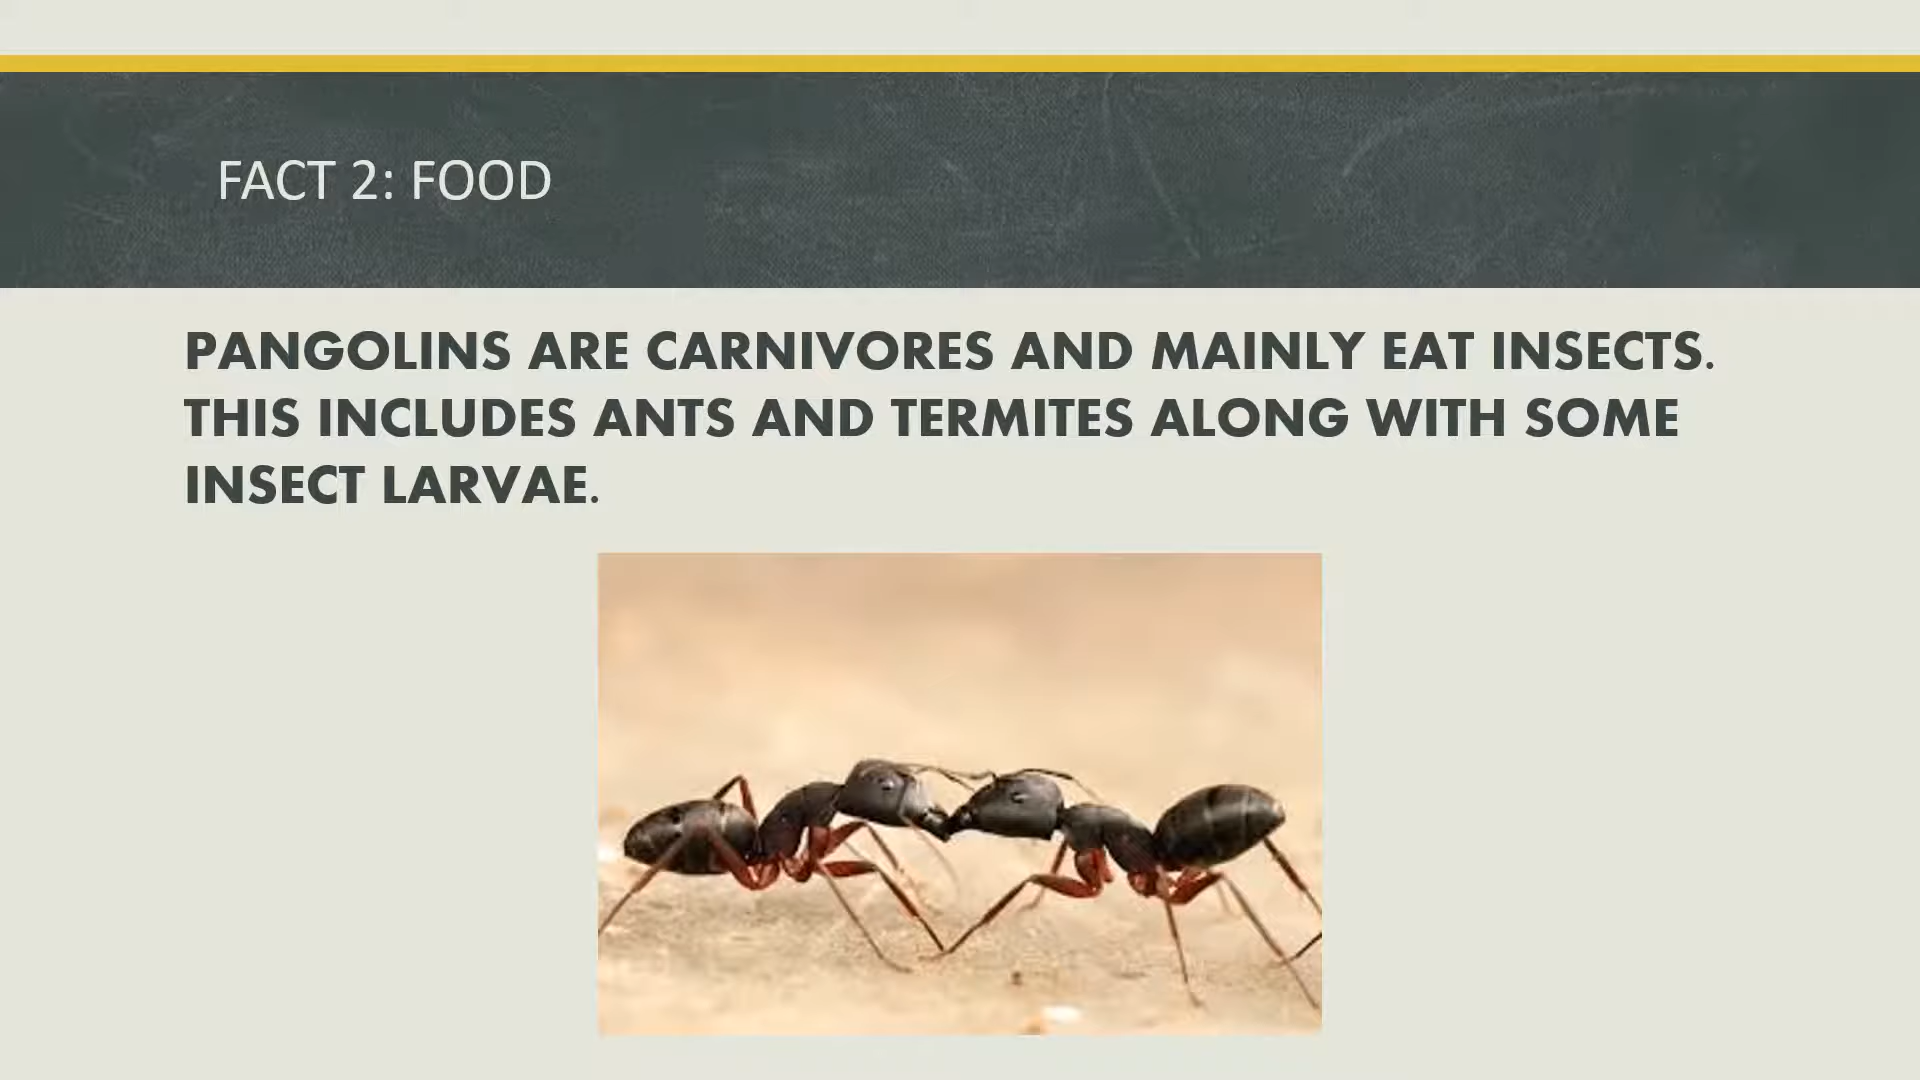 FACT 2: FOOD
PANGOLINS ARE CARNIVORES AND MAINLY EAT INSECTS.
THIS INCLUDES ANTS AND TERMITES ALONG WITH SOME
INSECT LARVAE.